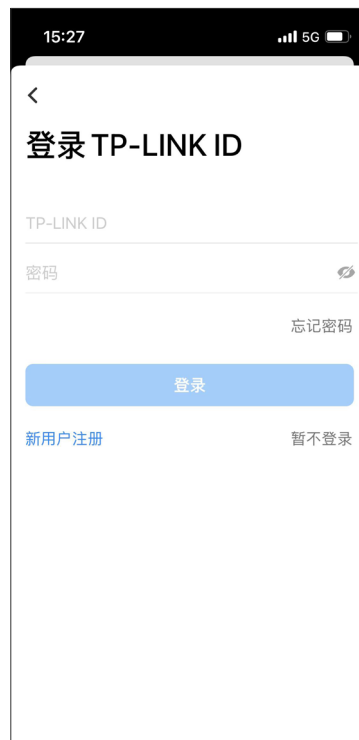 15:27 5G
登录 TP-LINK ID
TP-LINK ID
密码
忘记密码
登录
新用户注册 暂不登录